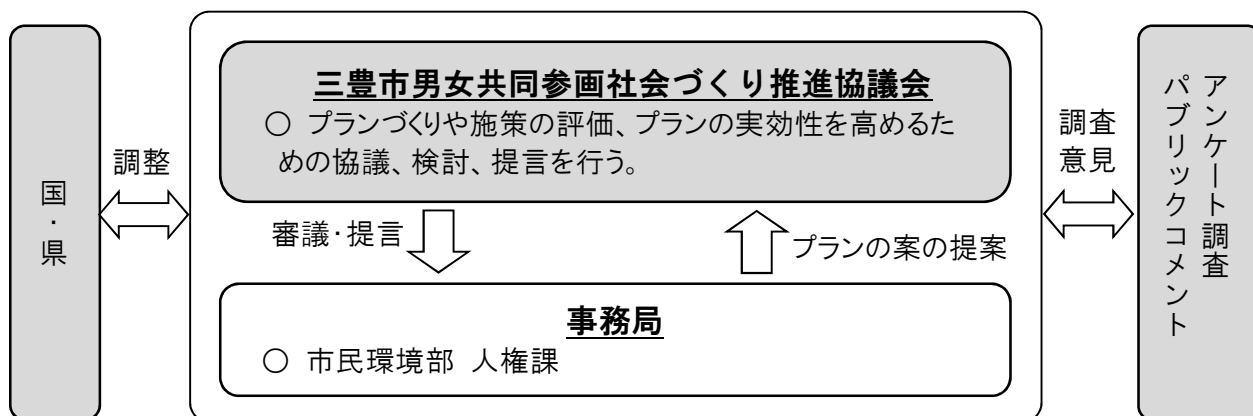 国・県
調整
三豊市男女共同参画社会づくり推進協議会
○ プランづくりや施策の評価、プランの実効性を高めるた
めの協議、検討、提言を行う。
審議・提言
プランの案の提案
事務局
○ 市民環境部 人権課
調査
意見
アンケート調査
パブリックコメント